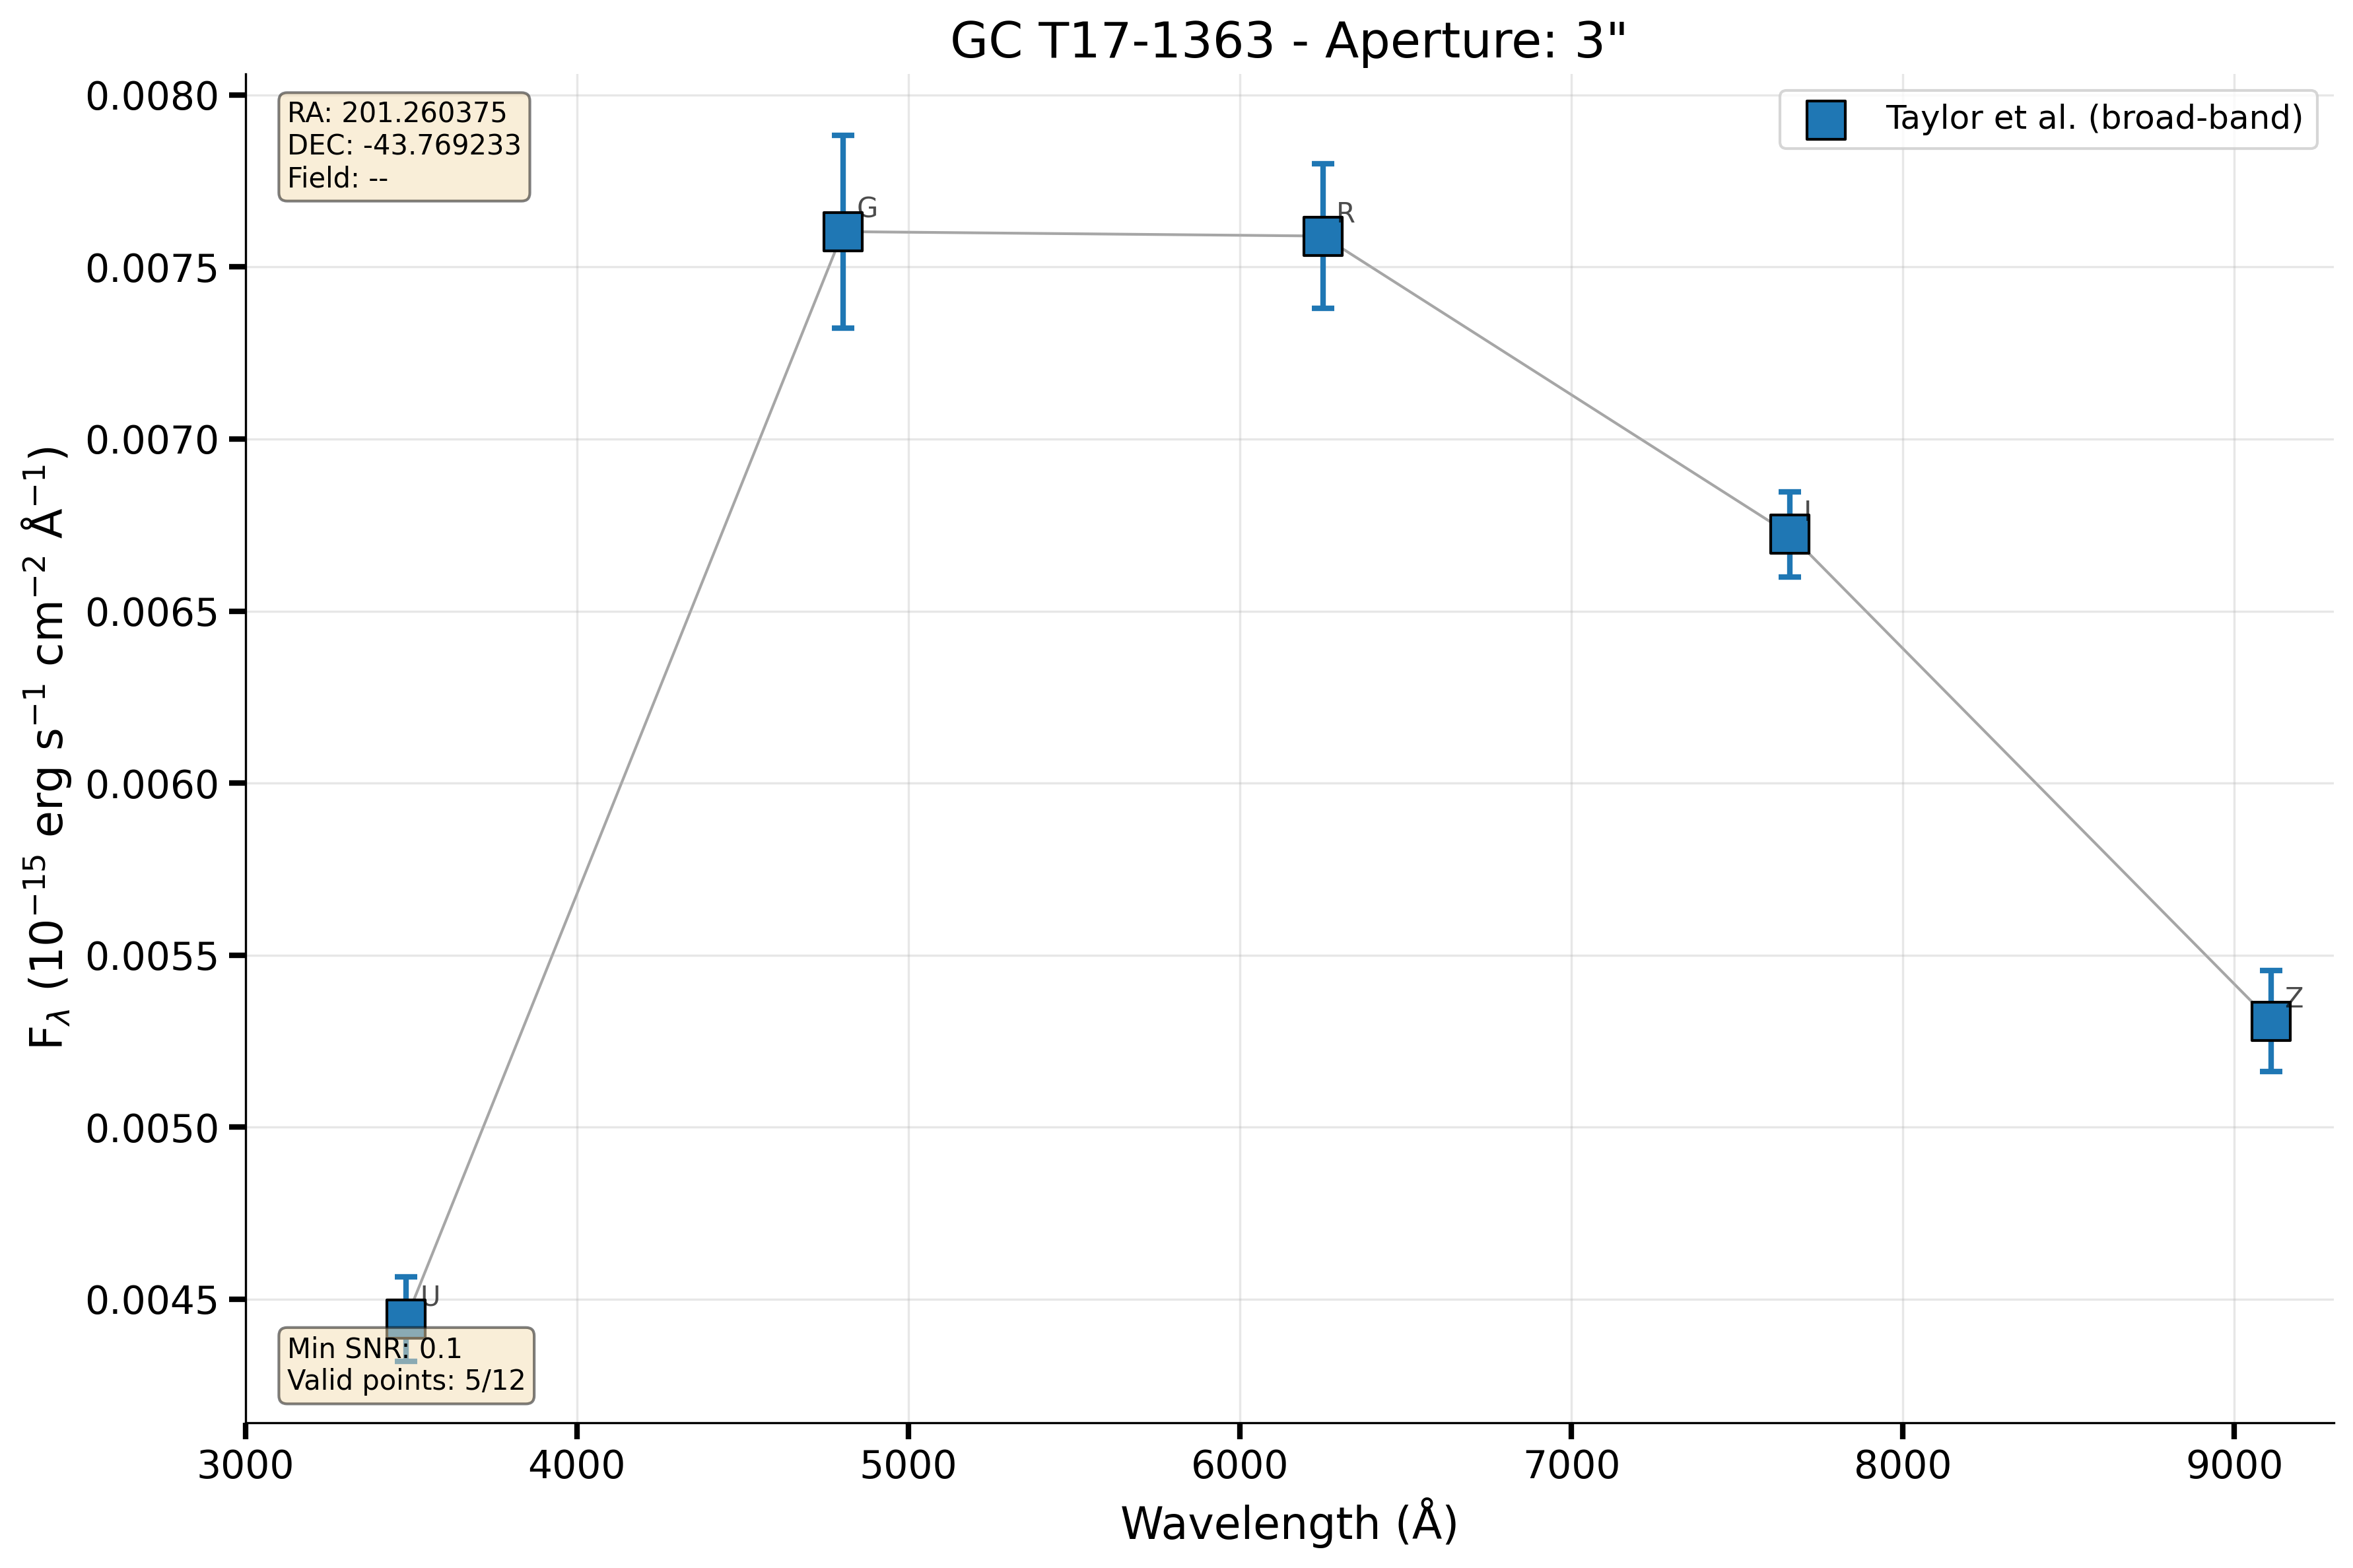 GC T17-1363 - Aperture: 3"
RA: 201.260375
DEC: -43.769233
Field: --
Taylor et al. (broad-band)
G
R
I
Z
U
Min SNR: 0.1
Valid points: 5/12
0.0080
0.0075
0.0070
0.0065
0.0060
0.0055
0.0050
0.0045
F_λ (10⁻¹⁵ erg s⁻¹ cm⁻² Å⁻¹)
3000 4000 5000 6000 7000 8000 9000
Wavelength (Å)